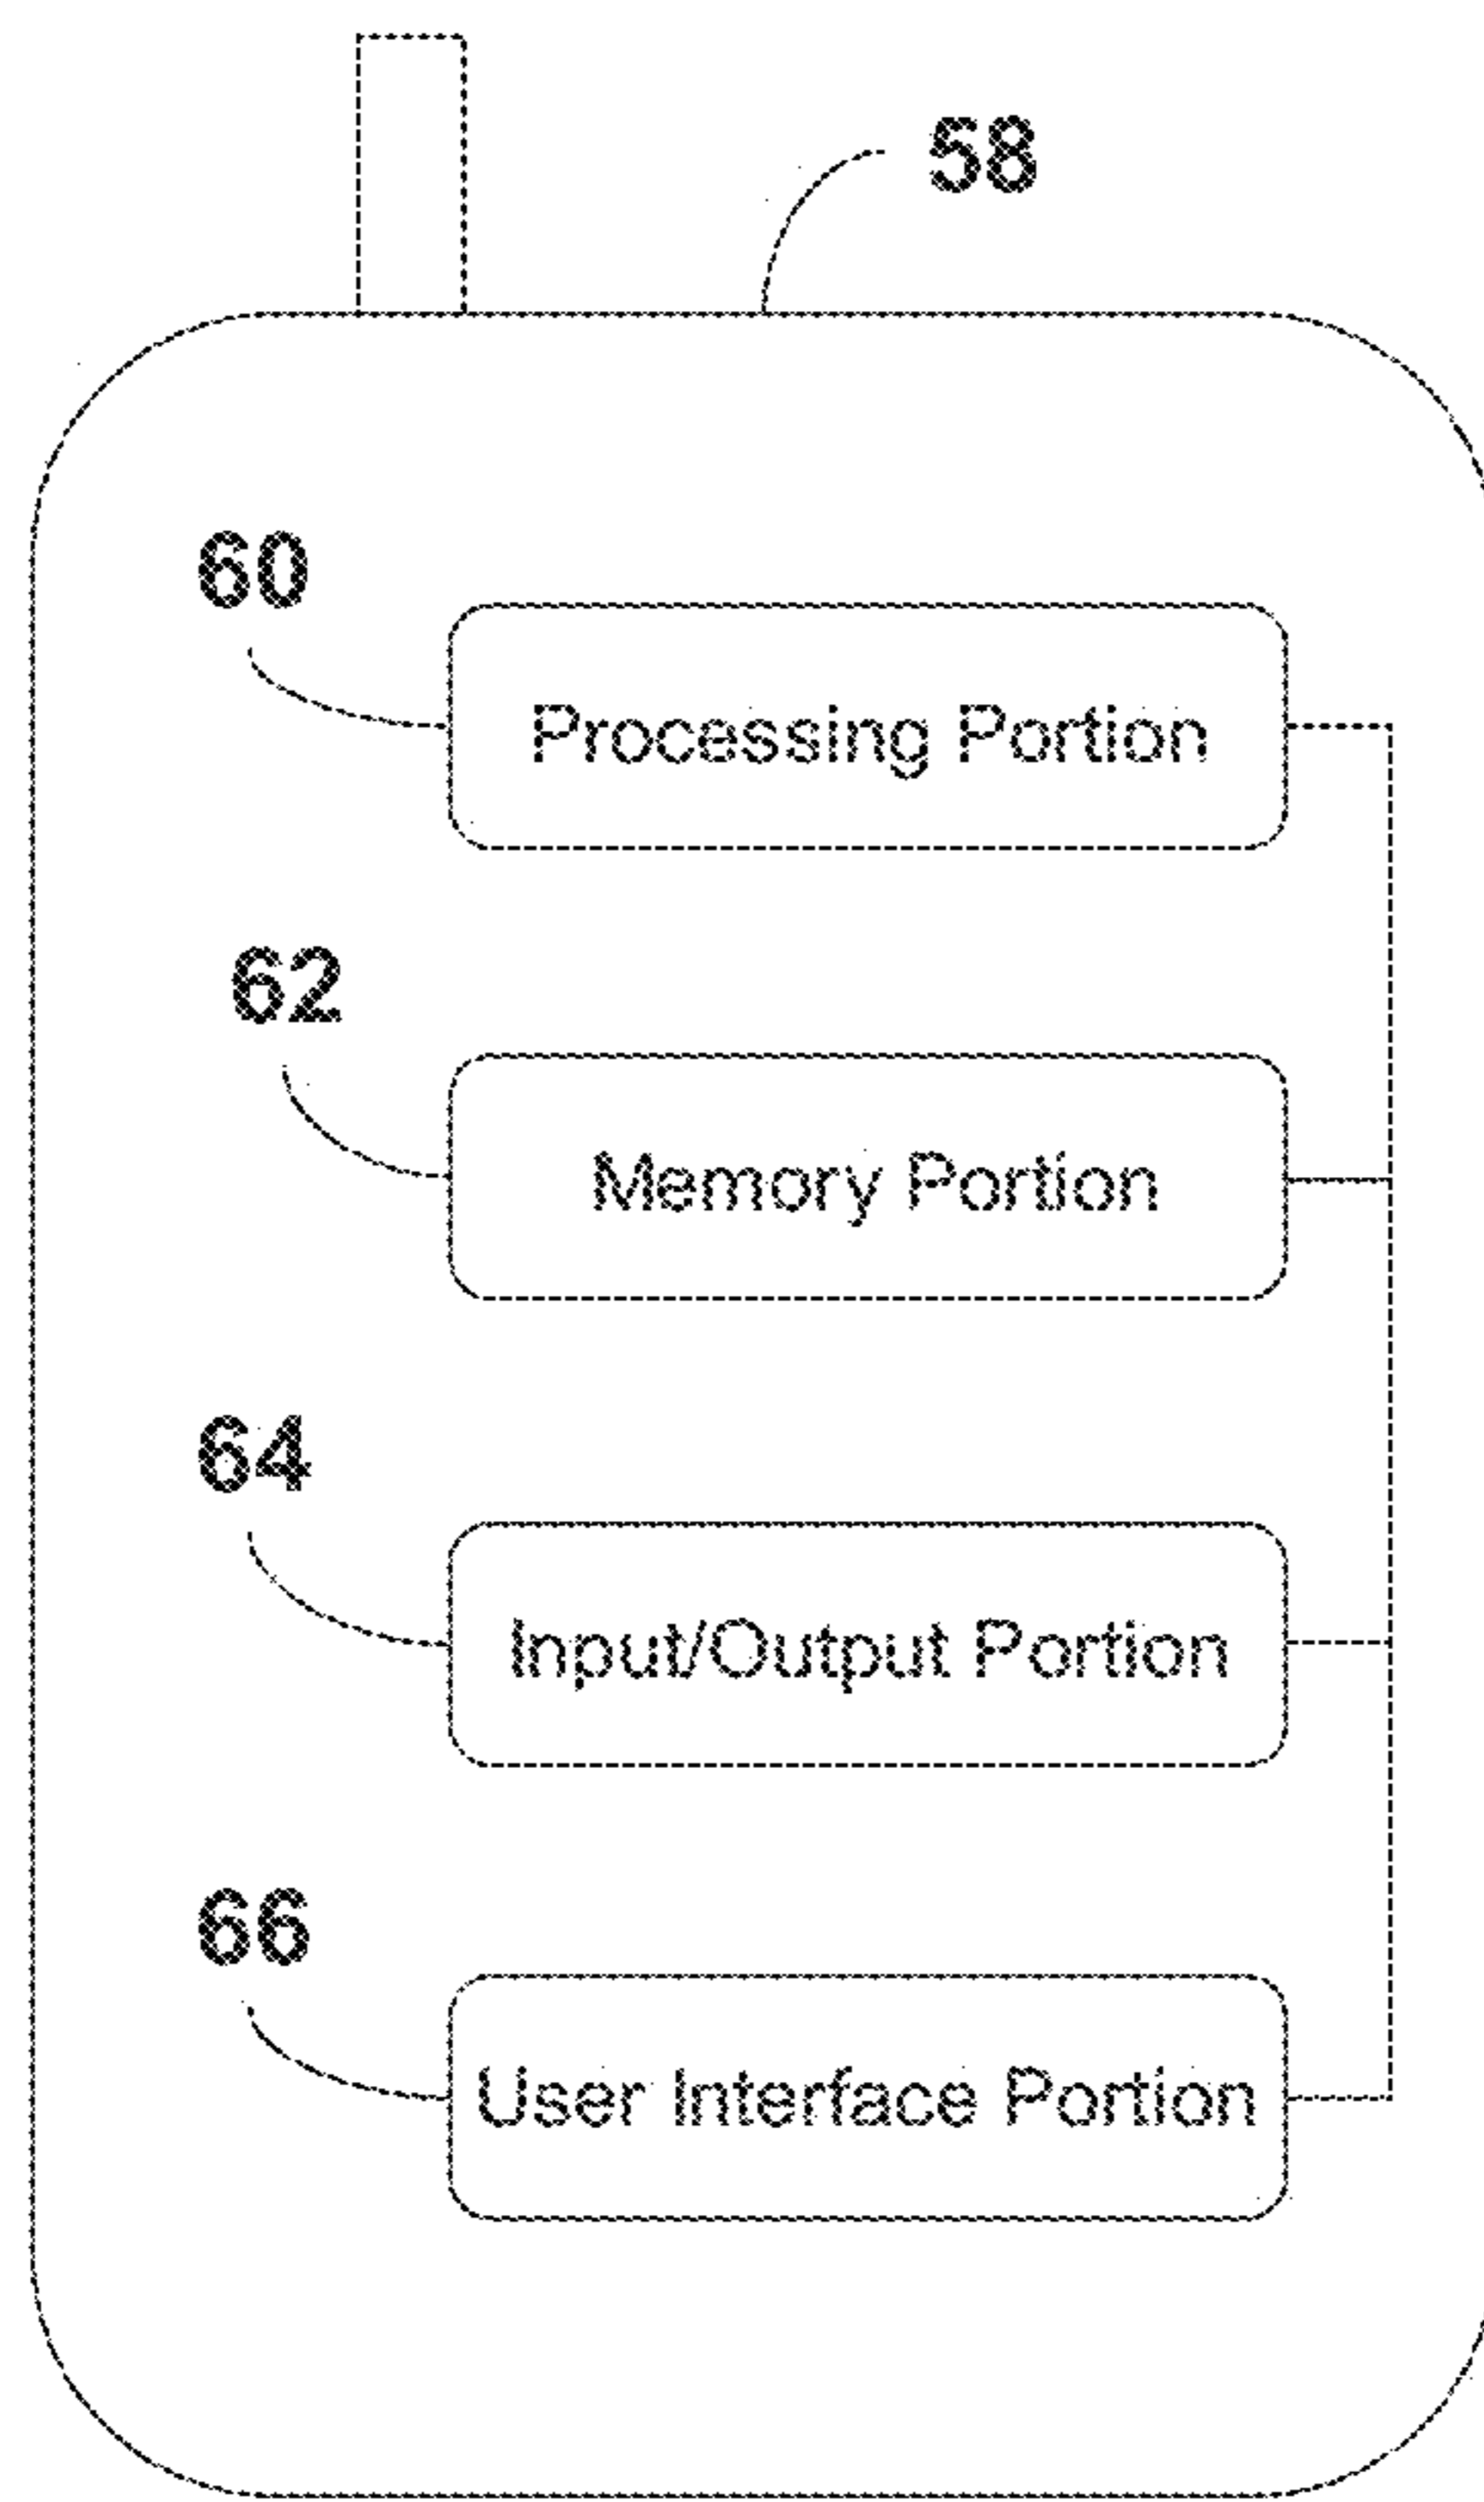 58
60
Processing Portion
62
Memory Portion
64
Input/Output Portion
66
User Interface Portion